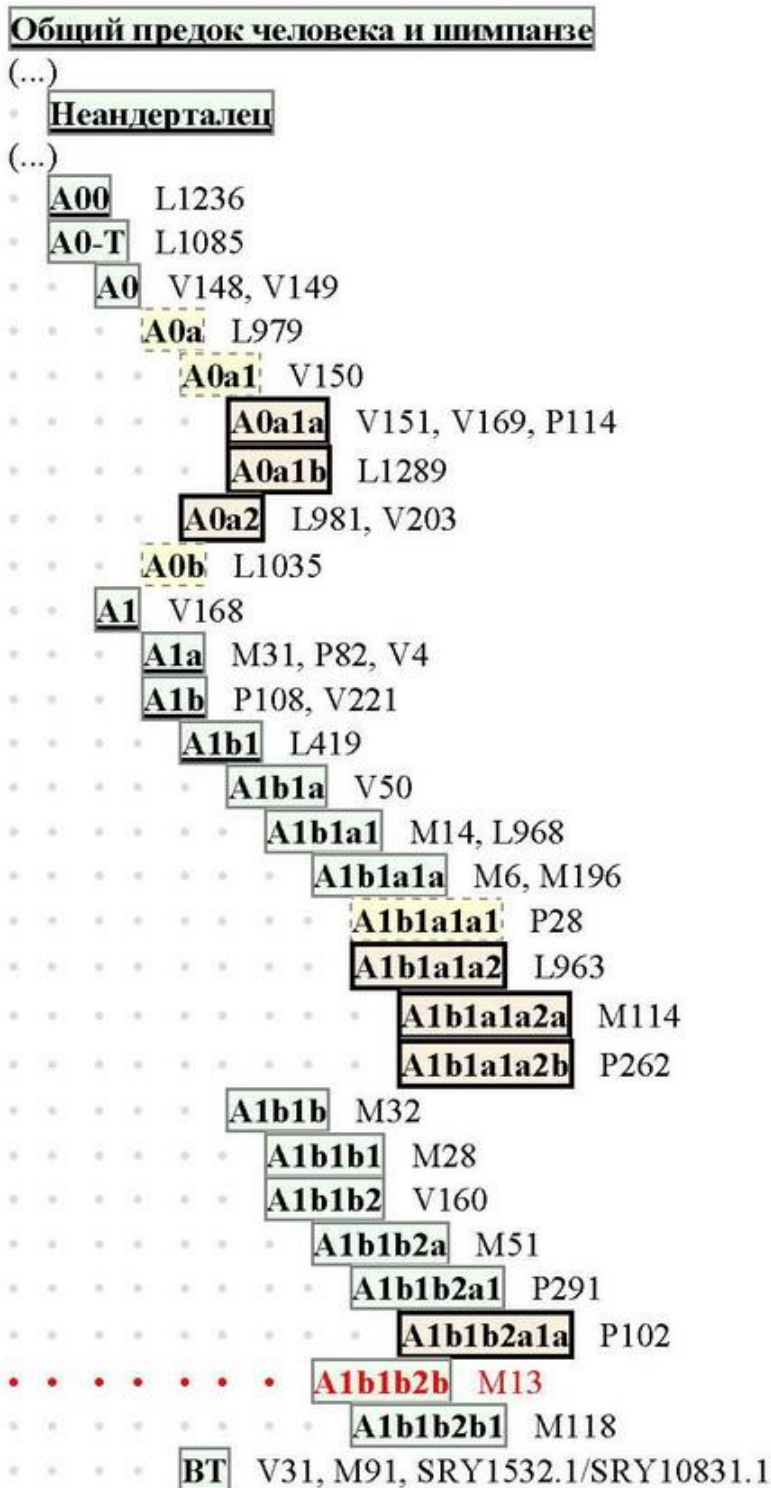 Общий предок человека и шимпанзе
(...)
Неандерталец
(...)
A00 L1236
A0-T L1085
A0 V148, V149
A0a L979
A0a1 V150
A0a1a V151, V169, P114
A0a1b L1289
A0a2 L981, V203
A0b L1035
A1 V168
A1a M31, P82, V4
A1b P108, V221
A1b1 L419
A1b1a V50
A1b1a1 M14, L968
A1b1a1a M6, M196
A1b1a1a1 P28
A1b1a1a2 L963
A1b1a1a2a M114
A1b1a1a2b P262
A1b1b M32
A1b1b1 M28
A1b1b2 V160
A1b1b2a M51
A1b1b2a1 P291
A1b1b2a1a P102
A1b1b2b M13
A1b1b2b1 M118
BT V31, M91, SRY1532.1/SRY10831.1